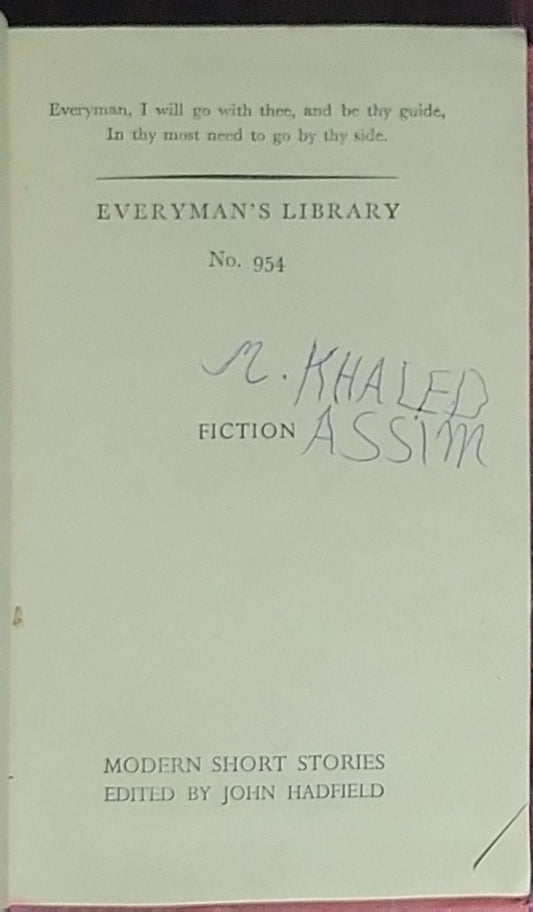 Everyman, I will go with thee, and be thy guide,
In thy most need to go by thy side.
EVERYMAN'S LIBRARY
No. 954
M. KHALED
FICTION ASSIM
MODERN SHORT STORIES
EDITED BY JOHN HADFIELD